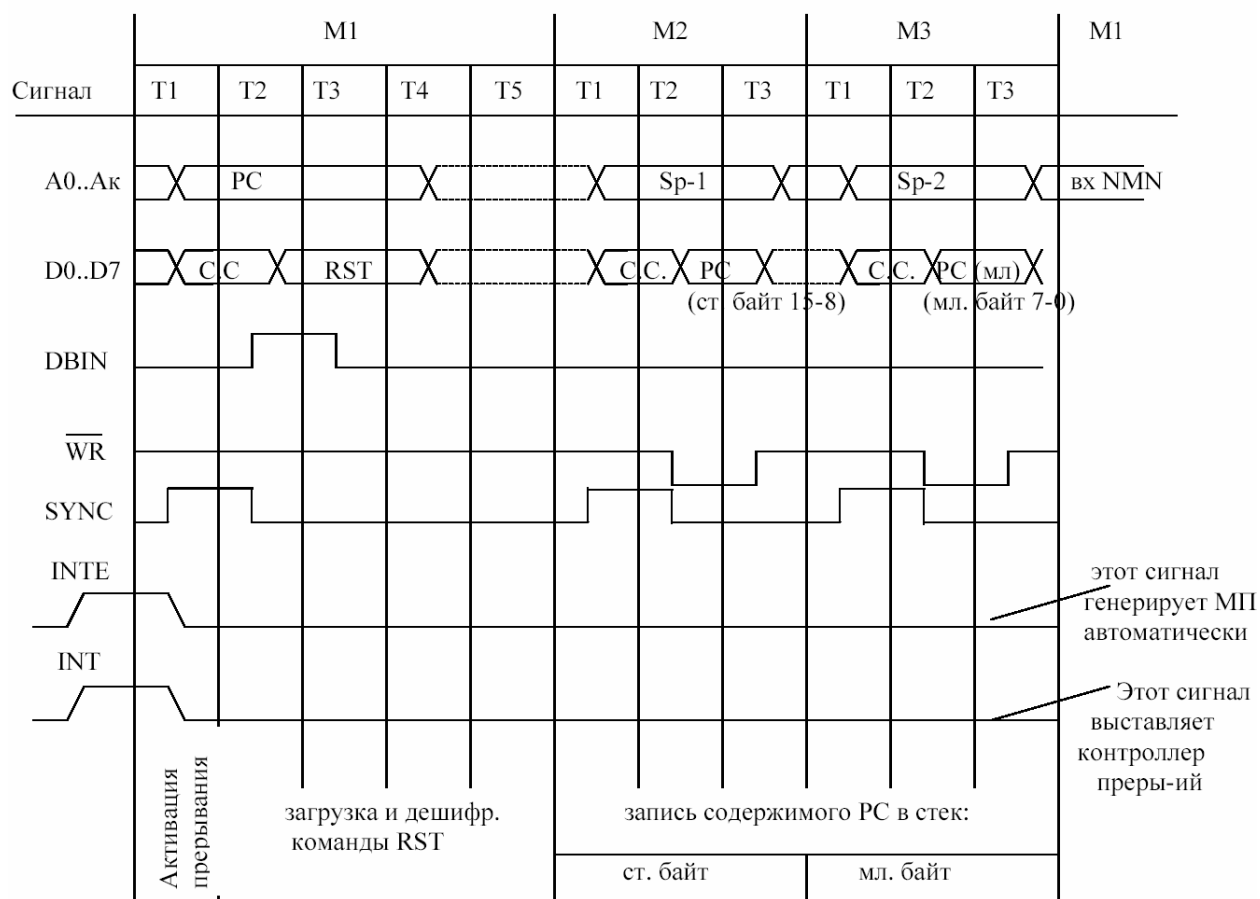 M1 M2 M3 M1
Сигнал T1 T2 T3 T4 T5 T1 T2 T3 T1 T2 T3
A0..Aк PC Sp-1 Sp-2 вх NMN
D0..D7 C.C RST C.C. PC C.C. PC (мл)
(ст. байт 15-8) (мл. байт 7-0)
DBIN
WR
SYNC
INTE
этот сигнал
генерирует МП
автоматически
INT
Этот сигнал
выставляет
контроллер
преры-ий
Активация
прерывания
загрузка и дешифр.
команды RST
запись содержимого PC в стек:
ст. байт мл. байт